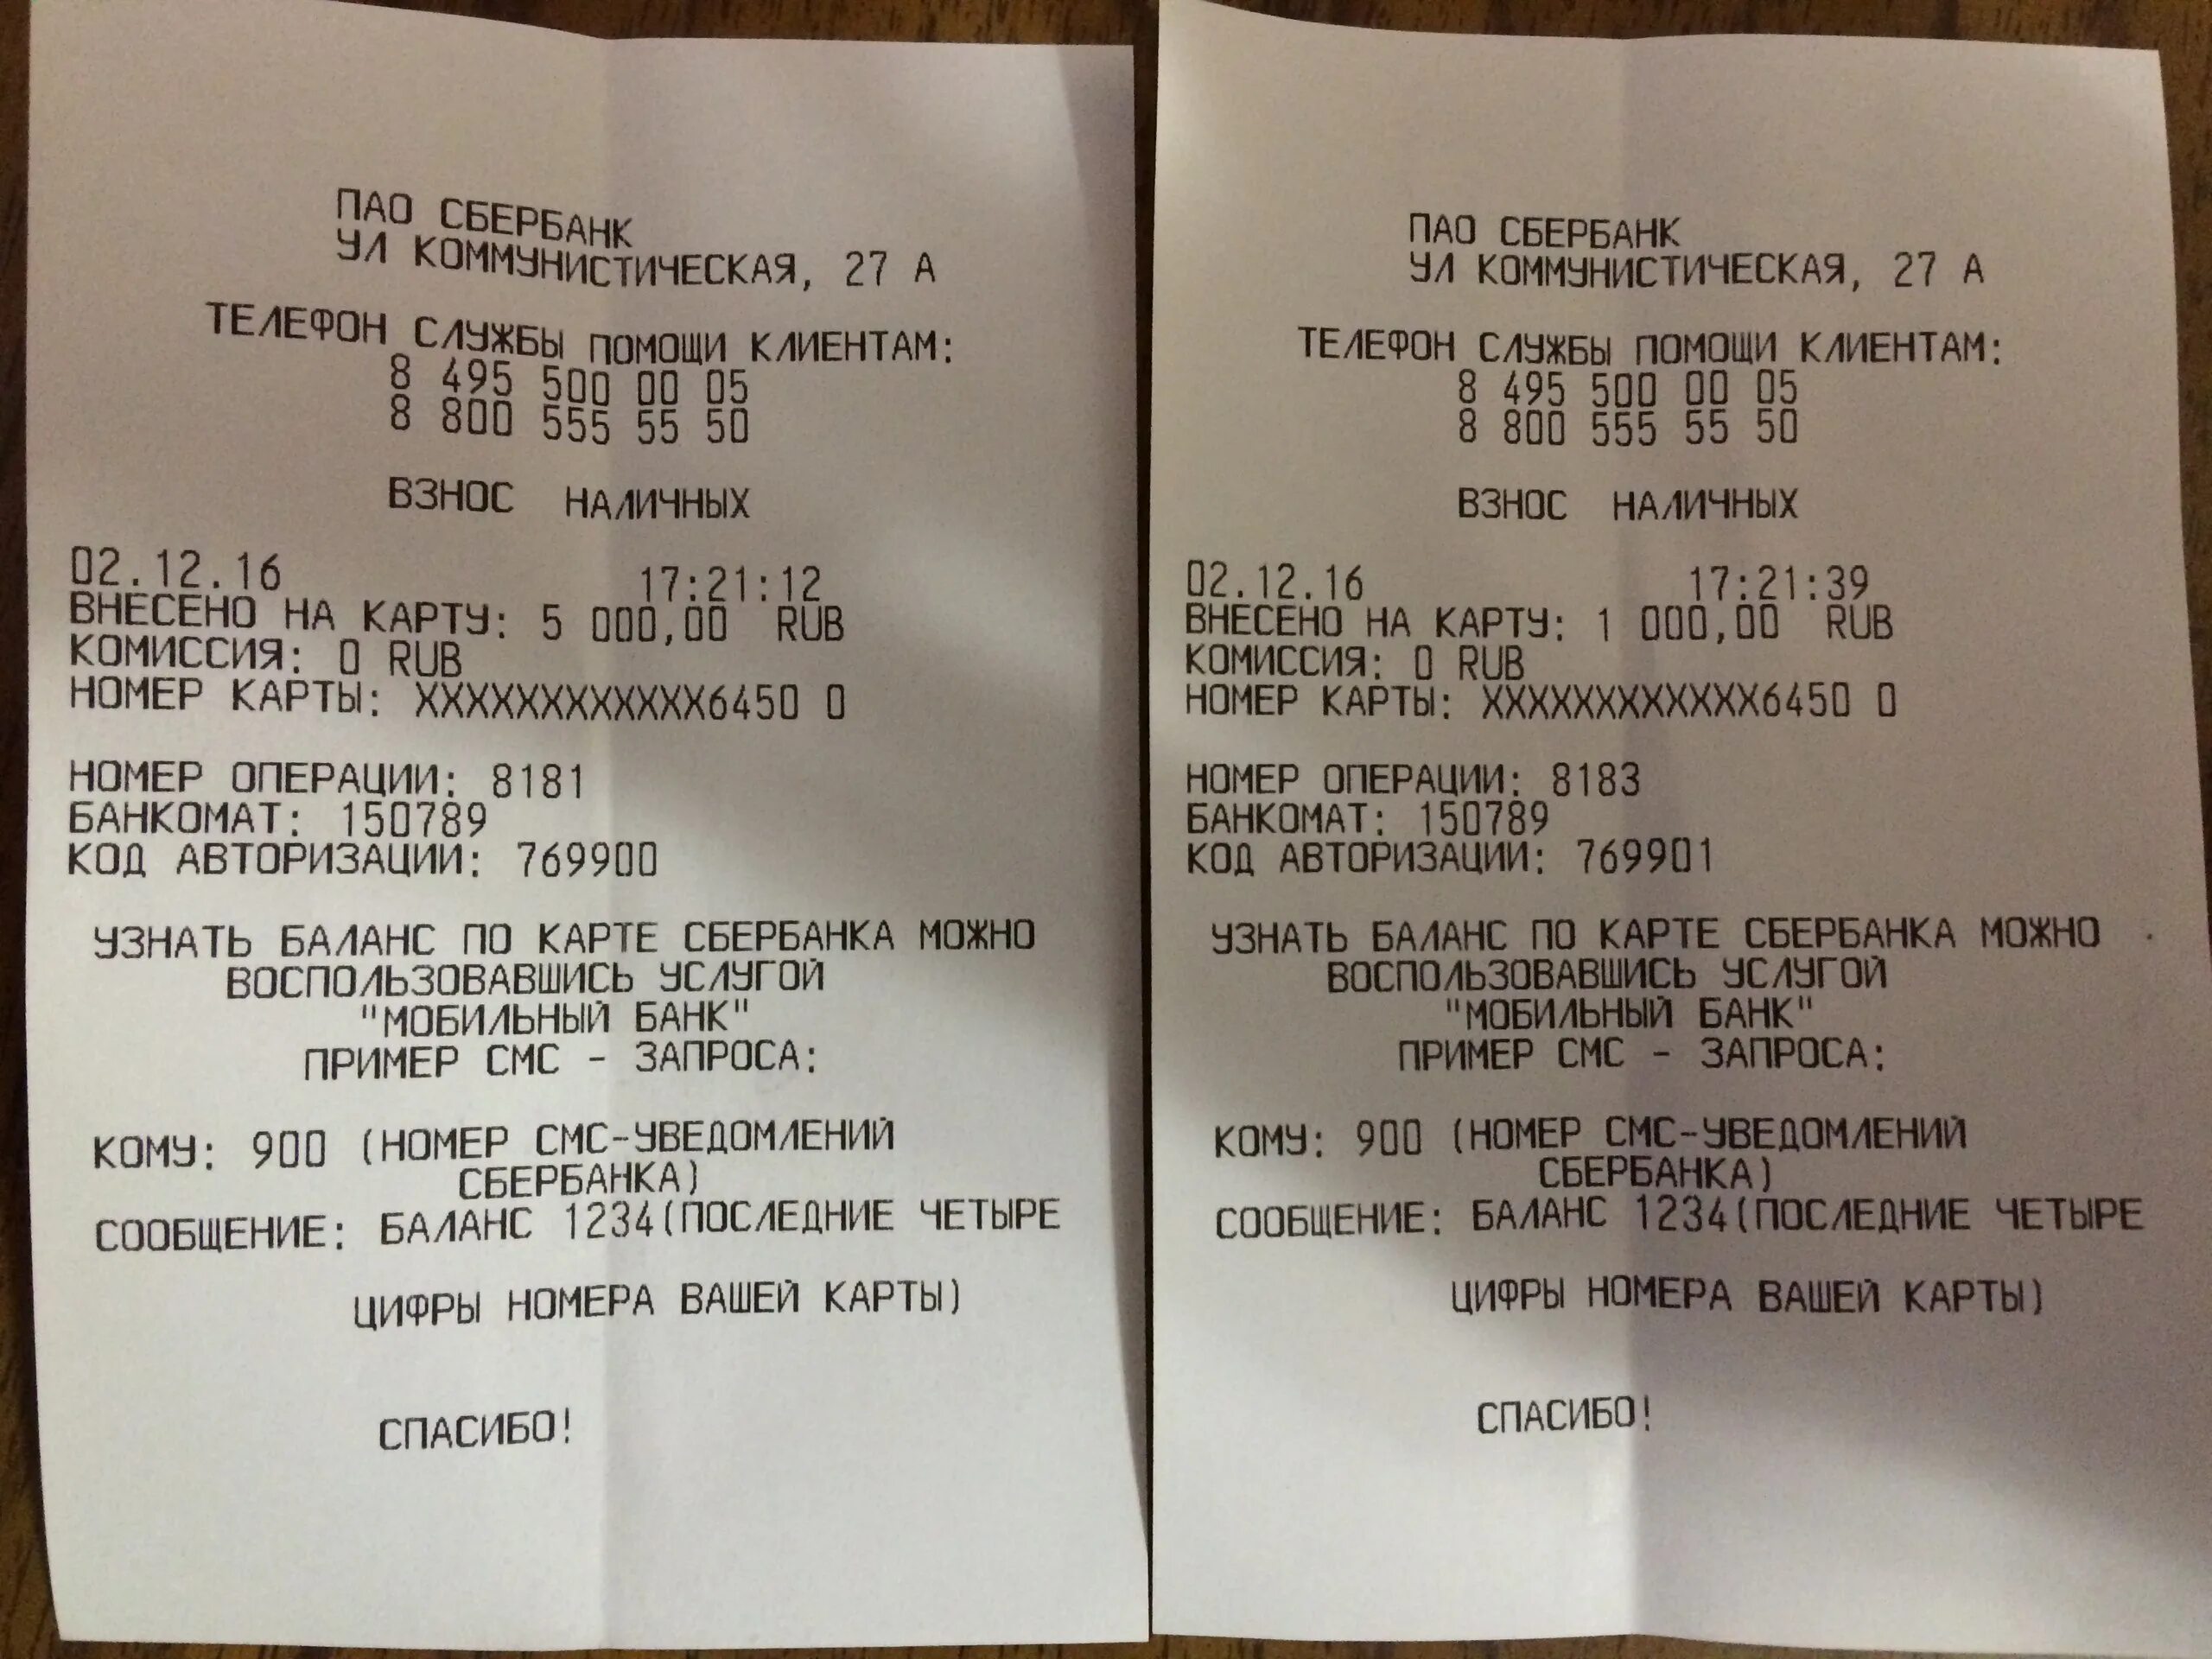 ПАО СБЕРБАНК
УЛ КОММУНИСТИЧЕСКАЯ, 27 А
ТЕЛЕФОН СЛУЖБЫ ПОМОЩИ КЛИЕНТАМ:
8 495 500 00 05
8 800 555 55 50
ВЗНОС НАЛИЧНЫХ
02.12.16 17:21:12
ВНЕСЕНО НА КАРТУ: 5 000,00 RUB
КОМИССИЯ: 0 RUB
НОМЕР КАРТЫ: XXXXXXXXXXXX6450 0
НОМЕР ОПЕРАЦИИ: 8181
БАНКОМАТ: 150789
КОД АВТОРИЗАЦИИ: 769900
УЗНАТЬ БАЛАНС ПО КАРТЕ СБЕРБАНКА МОЖНО
ВОСПОЛЬЗОВАВШИСЬ УСЛУГОЙ
"МОБИЛЬНЫЙ БАНК"
ПРИМЕР СМС - ЗАПРОСА:
КОМУ: 900 (НОМЕР СМС-УВЕДОМЛЕНИЙ
СБЕРБАНКА)
СООБЩЕНИЕ: БАЛАНС 1234(ПОСЛЕДНИЕ ЧЕТЫРЕ
ЦИФРЫ НОМЕРА ВАШЕЙ КАРТЫ)
СПАСИБО!
ПАО СБЕРБАНК
УЛ КОММУНИСТИЧЕСКАЯ, 27 А
ТЕЛЕФОН СЛУЖБЫ ПОМОЩИ КЛИЕНТАМ:
8 495 500 00 05
8 800 555 55 50
ВЗНОС НАЛИЧНЫХ
02.12.16 17:21:39
ВНЕСЕНО НА КАРТУ: 1 000,00 RUB
КОМИССИЯ: 0 RUB
НОМЕР КАРТЫ: XXXXXXXXXXXX6450 0
НОМЕР ОПЕРАЦИИ: 8183
БАНКОМАТ: 150789
КОД АВТОРИЗАЦИИ: 769901
УЗНАТЬ БАЛАНС ПО КАРТЕ СБЕРБАНКА МОЖНО
ВОСПОЛЬЗОВАВШИСЬ УСЛУГОЙ
"МОБИЛЬНЫЙ БАНК"
ПРИМЕР СМС - ЗАПРОСА:
КОМУ: 900 (НОМЕР СМС-УВЕДОМЛЕНИЙ
СБЕРБАНКА)
СООБЩЕНИЕ: БАЛАНС 1234(ПОСЛЕДНИЕ ЧЕТЫРЕ
ЦИФРЫ НОМЕРА ВАШЕЙ КАРТЫ)
СПАСИБО!